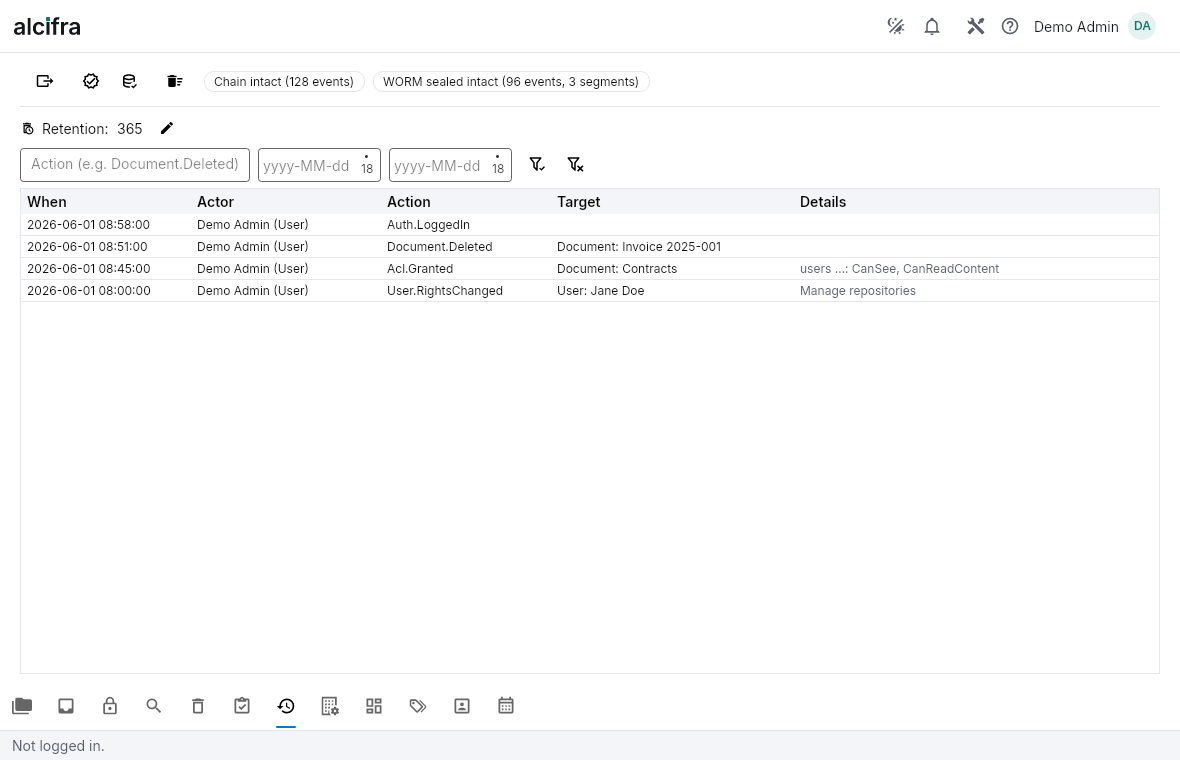 alcifra
Demo Admin DA
Chain intact (128 events) WORM sealed intact (96 events, 3 segments)
Retention: 365
Action (e.g. Document.Deleted) yyyy-MM-dd 18 yyyy-MM-dd 18
When Actor Action Target Details
2026-06-01 08:58:00 Demo Admin (User) Auth.LoggedIn
2026-06-01 08:51:00 Demo Admin (User) Document.Deleted Document: Invoice 2025-001
2026-06-01 08:45:00 Demo Admin (User) Acl.Granted Document: Contracts users ...: CanSee, CanReadContent
2026-06-01 08:00:00 Demo Admin (User) User.RightsChanged User: Jane Doe Manage repositories
Not logged in.